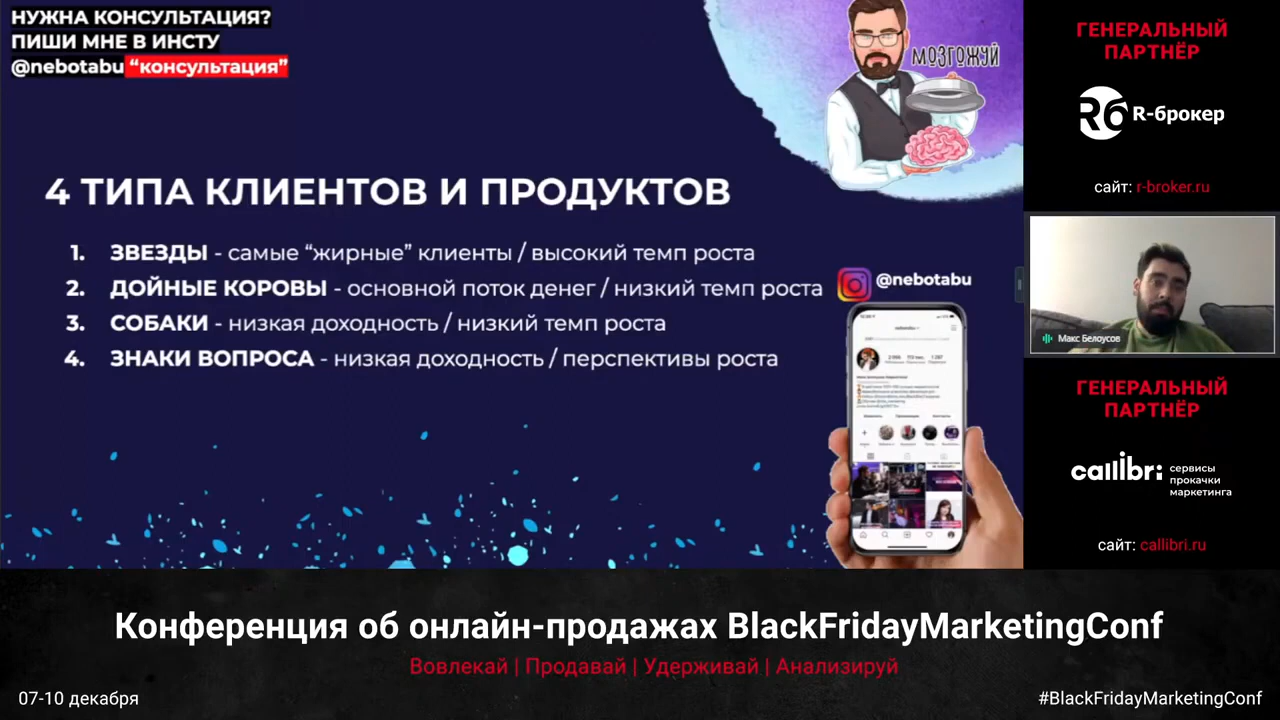 НУЖНА КОНСУЛЬТАЦИЯ?
ПИШИ МНЕ В ИНСТУ
@nebotabu “консультация”
МОЗГОЖУЙ
4 ТИПА КЛИЕНТОВ И ПРОДУКТОВ
1. ЗВЕЗДЫ - самые “жирные” клиенты / высокий темп роста
2. ДОЙНЫЕ КОРОВЫ - основной поток денег / низкий темп роста
3. СОБАКИ - низкая доходность / низкий темп роста
4. ЗНАКИ ВОПРОСА - низкая доходность / перспективы роста
@nebotabu
ГЕНЕРАЛЬНЫЙ
ПАРТНЁР
R-брокер
сайт: r-broker.ru
Макс Белоусов
ГЕНЕРАЛЬНЫЙ
ПАРТНЁР
callibri
сервисы
прокачки
маркетинга
сайт: callibri.ru
Конференция об онлайн-продажах BlackFridayMarketingConf
Вовлекай | Продавай | Удерживай | Анализируй
07-10 декабря
#BlackFridayMarketingConf